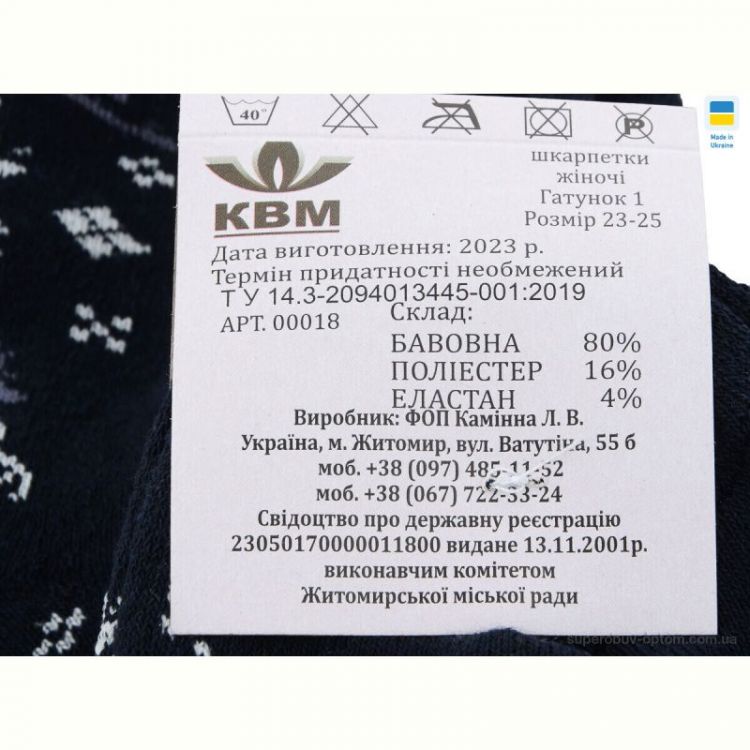 40°
P
Made in
Ukraine
КВМ
шкарпетки
жіночі
Гатунок 1
Розмір 23-25
Дата виготовлення: 2023 р.
Термін придатності необмежений
Т У 14.3-2094013445-001:2019
АРТ. 00018
Склад:
БАВОВНА 80%
ПОЛІЕСТЕР 16%
ЕЛАСТАН 4%
Виробник: ФОП Камінна Л. В.
Україна, м. Житомир, вул. Ватутіна, 55 б
моб. +38 (097) 485-11-52
моб. +38 (067) 722-33-24
Свідоцтво про державну реєстрацію
23050170000011800 видане 13.11.2001р.
виконавчим комітетом
Житомирської міської ради
superobuv-optom.com.ua